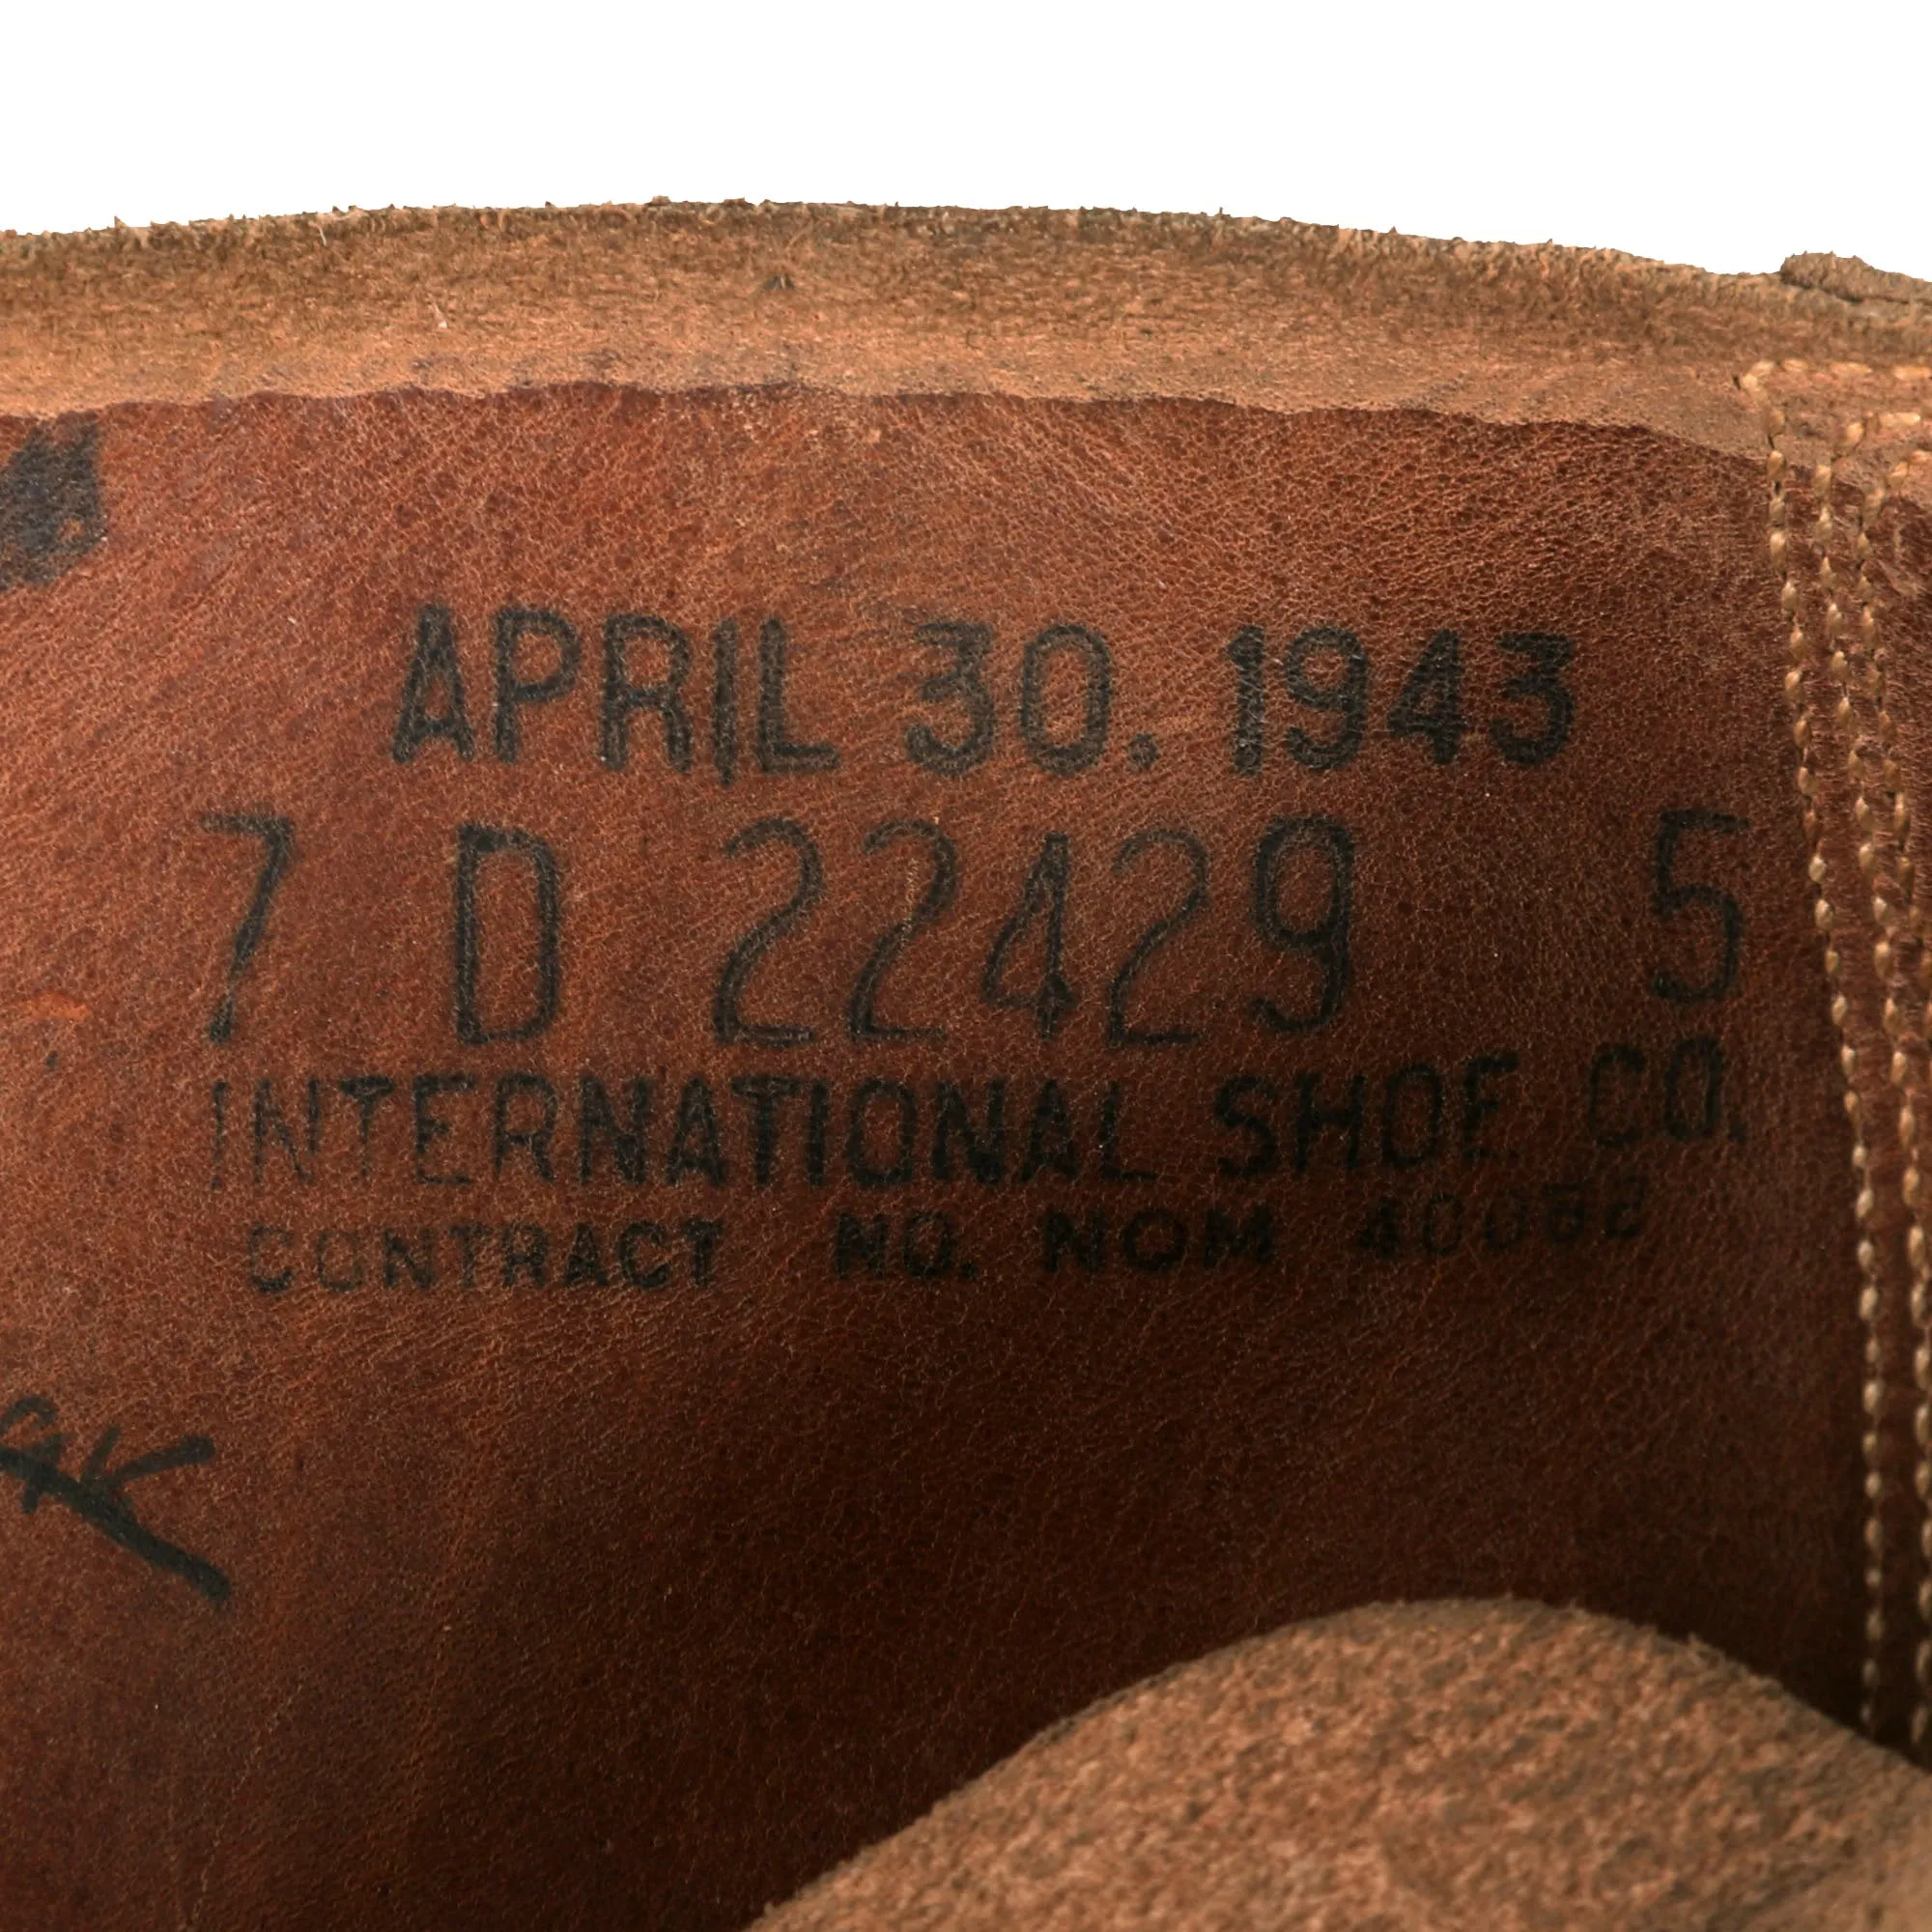 APRIL 30. 1943
7 D 22429 5
INTERNATIONAL SHOE CO.
CONTRACT NO. NOM